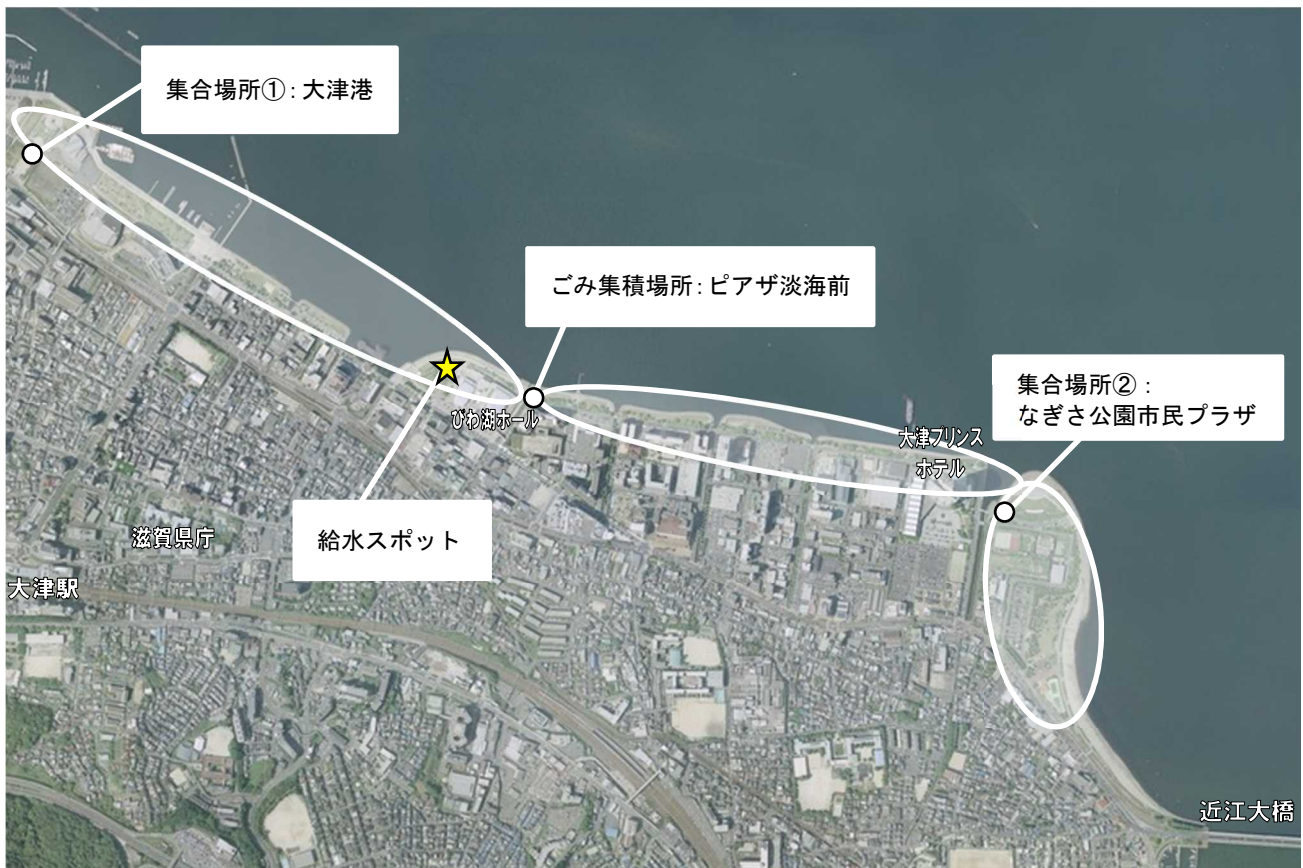 集合場所①：大津港
ごみ集積場所：ピアザ淡海前
集合場所②：
なぎさ公園市民プラザ
びわ湖ホール
大津プリンス
ホテル
給水スポット
滋賀県庁
大津駅
近江大橋